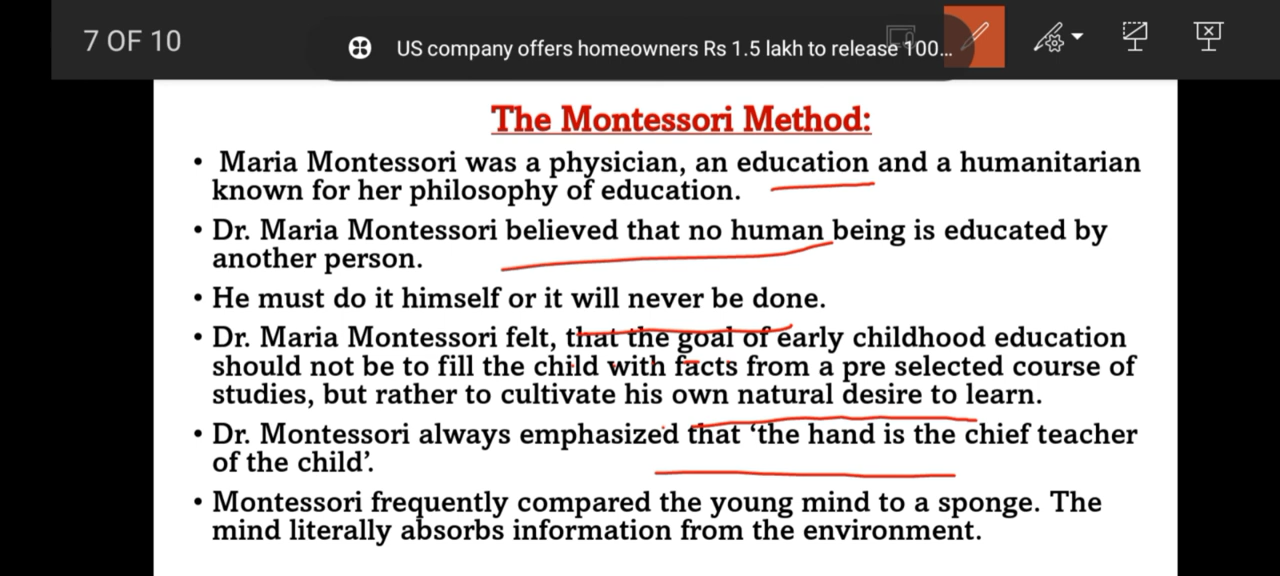 7 OF 10
US company offers homeowners Rs 1.5 lakh to release 100...
The Montessori Method:
• Maria Montessori was a physician, an education and a humanitarian
known for her philosophy of education.
• Dr. Maria Montessori believed that no human being is educated by
another person.
• He must do it himself or it will never be done.
• Dr. Maria Montessori felt, that the goal of early childhood education
should not be to fill the child with facts from a pre selected course of
studies, but rather to cultivate his own natural desire to learn.
• Dr. Montessori always emphasized that ‘the hand is the chief teacher
of the child’.
• Montessori frequently compared the young mind to a sponge. The
mind literally absorbs information from the environment.